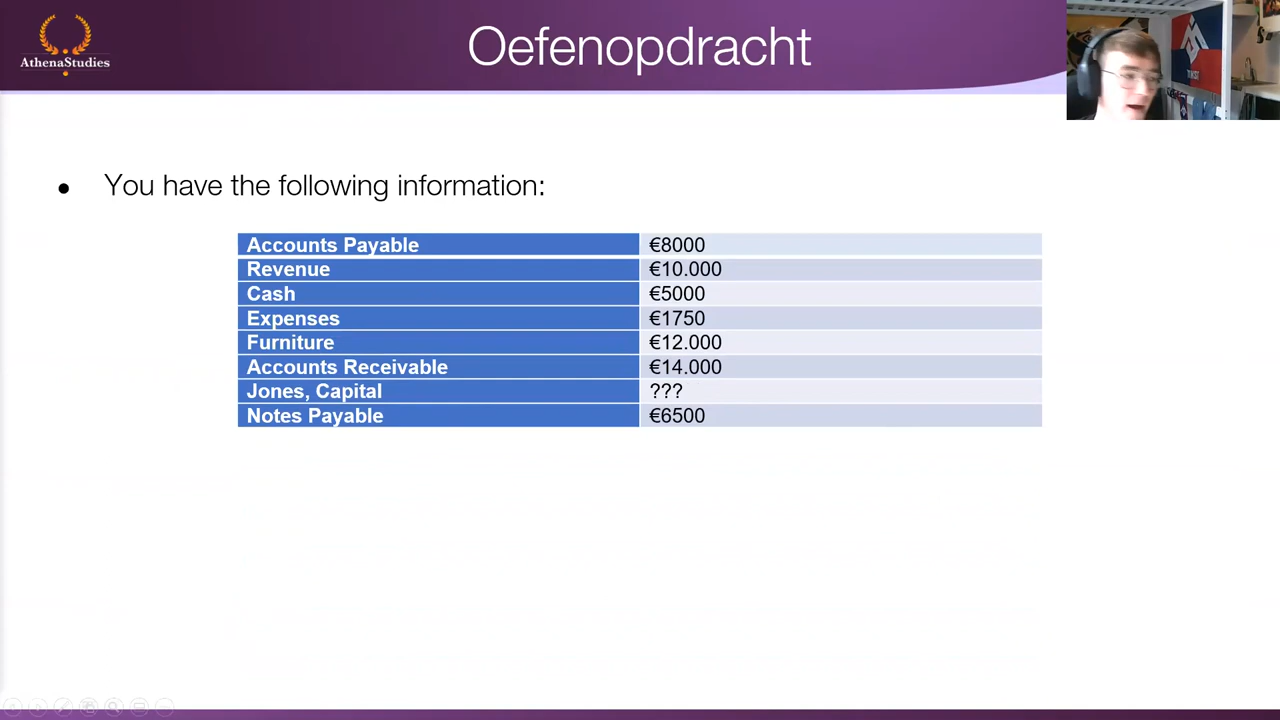 AthenaStudies
Oefenopdracht
• You have the following information:
Accounts Payable €8000
Revenue €10.000
Cash €5000
Expenses €1750
Furniture €12.000
Accounts Receivable €14.000
Jones, Capital ???
Notes Payable €6500